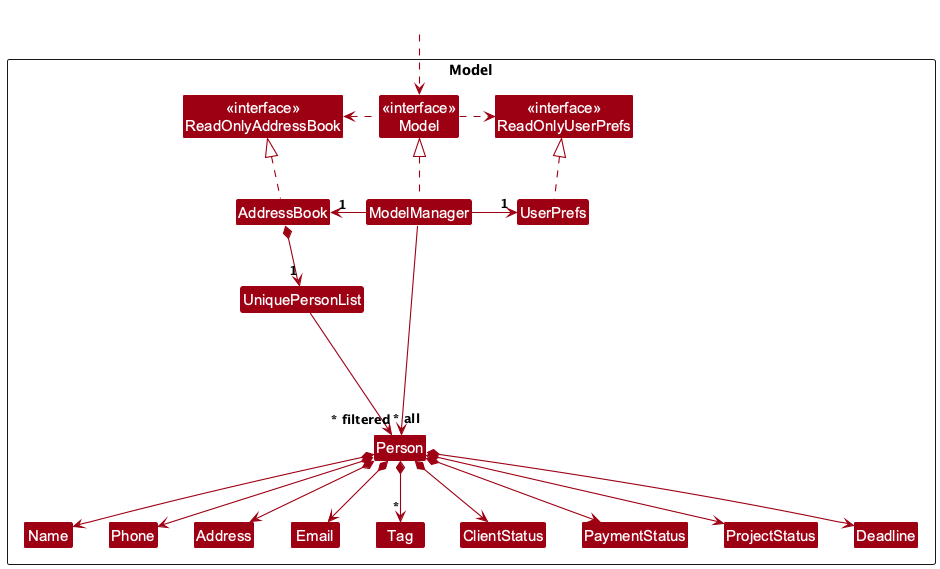 Model
«interface»
ReadOnlyAddressBook
«interface»
Model
«interface»
ReadOnlyUserPrefs
AddressBook
1
ModelManager
1
UserPrefs
1
UniquePersonList
* filtered
* all
Person
*
Name
Phone
Address
Email
Tag
ClientStatus
PaymentStatus
ProjectStatus
Deadline